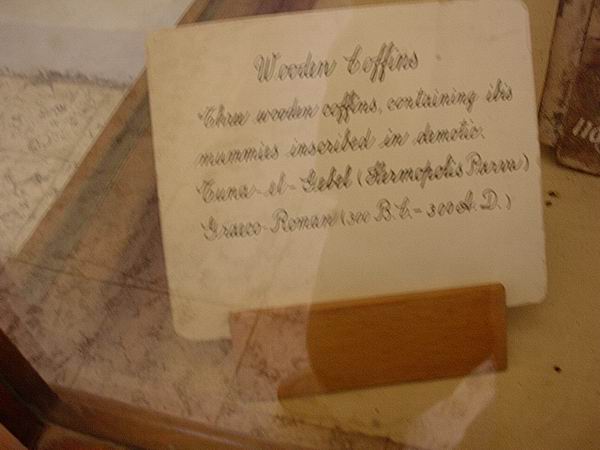 Wooden Coffins
Three wooden coffins, containing ibis
mummies inscribed in demotic.
Tuna-el-Gebel (Hermopolis Parva)
Graeco-Roman (300 B.C.-300 A.D.)